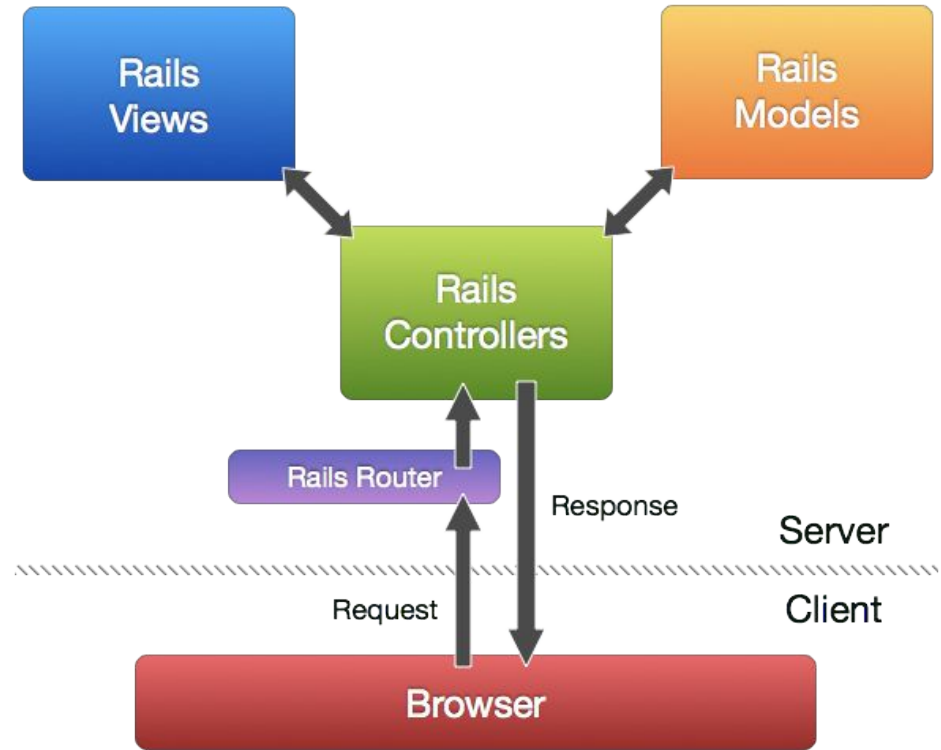 Rails
Views
Rails
Models
Rails
Controllers
Rails Router
Response
Server
Request
Client
Browser